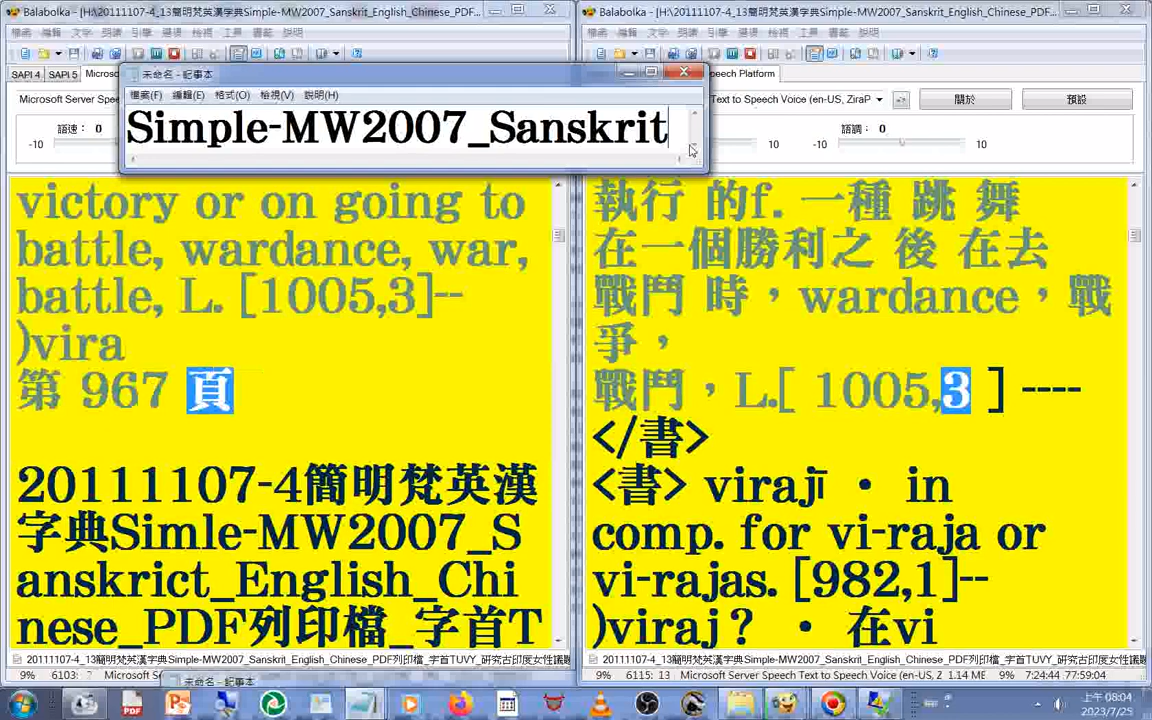 Balabolka - [H:\20111107-4_13簡明梵英漢字典Simple-MW2007_Sanskrit_English_Chinese_PDF...
Balabolka - [H:\20111107-4_13簡明梵英漢字典Simple-MW2007_Sanskrit_English_Chinese_PDF...
SAPI 4 SAPI 5 Microso
未命名 - 記事本
peech Platform
檔案(F) 編輯(E) 格式(O) 檢視(V) 說明(H)
Simple-MW2007_Sanskrit
Microsoft Server Spe
Text to Speech Voice (en-US, ZiraP
關於
預設
語速： 0
語調： 0
-10
10
-10
10
victory or on going to
battle, wardance, war,
battle, L. [1005,3]--
)vira
第 967 頁
20111107-4簡明梵英漢
字典Simle-MW2007_S
anskrict_English_Chi
nese_PDF列印檔_字首T
執行 的f. 一種 跳 舞
在一個勝利之 後 在去
戰鬥 時，wardance，戰
爭，
戰鬥，L.[ 1005,3 ] ----
</書>
<書> virajī • in
comp. for vi-raja or
vi-rajas. [982,1]--
)viraj？ • 在vi
20111107-4_13簡明梵英漢字典Simple-MW2007_Sanskrit_English_Chinese_PDF列印檔_字首TUVY_研究古印度女性議題
20111107-4_13簡明梵英漢字典Simple-MW2007_Sanskrit_English_Chinese_PDF列印檔_字首TUVY_研究古印度女性議
9% 6103: ? Microsoft S
未命名 - 記事本
9% 6115: 13 Microsoft Server Speech Text to Speech Voice (en-US, Z 1.14 ME 9% 7:24:44 77:59:04
上午 08:04
2023/7/25